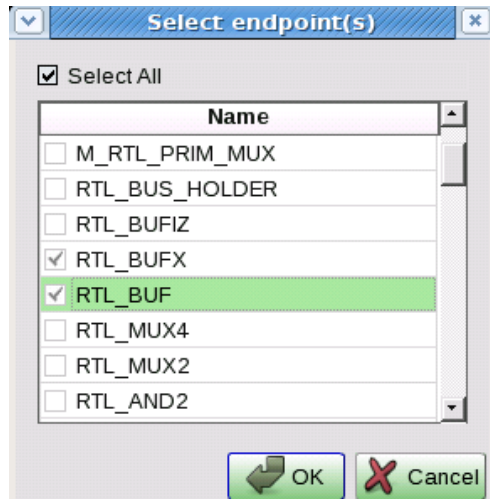 Select endpoint(s)
Select All
Name
M_RTL_PRIM_MUX
RTL_BUS_HOLDER
RTL_BUFIZ
RTL_BUFX
RTL_BUF
RTL_MUX4
RTL_MUX2
RTL_AND2
OK Cancel